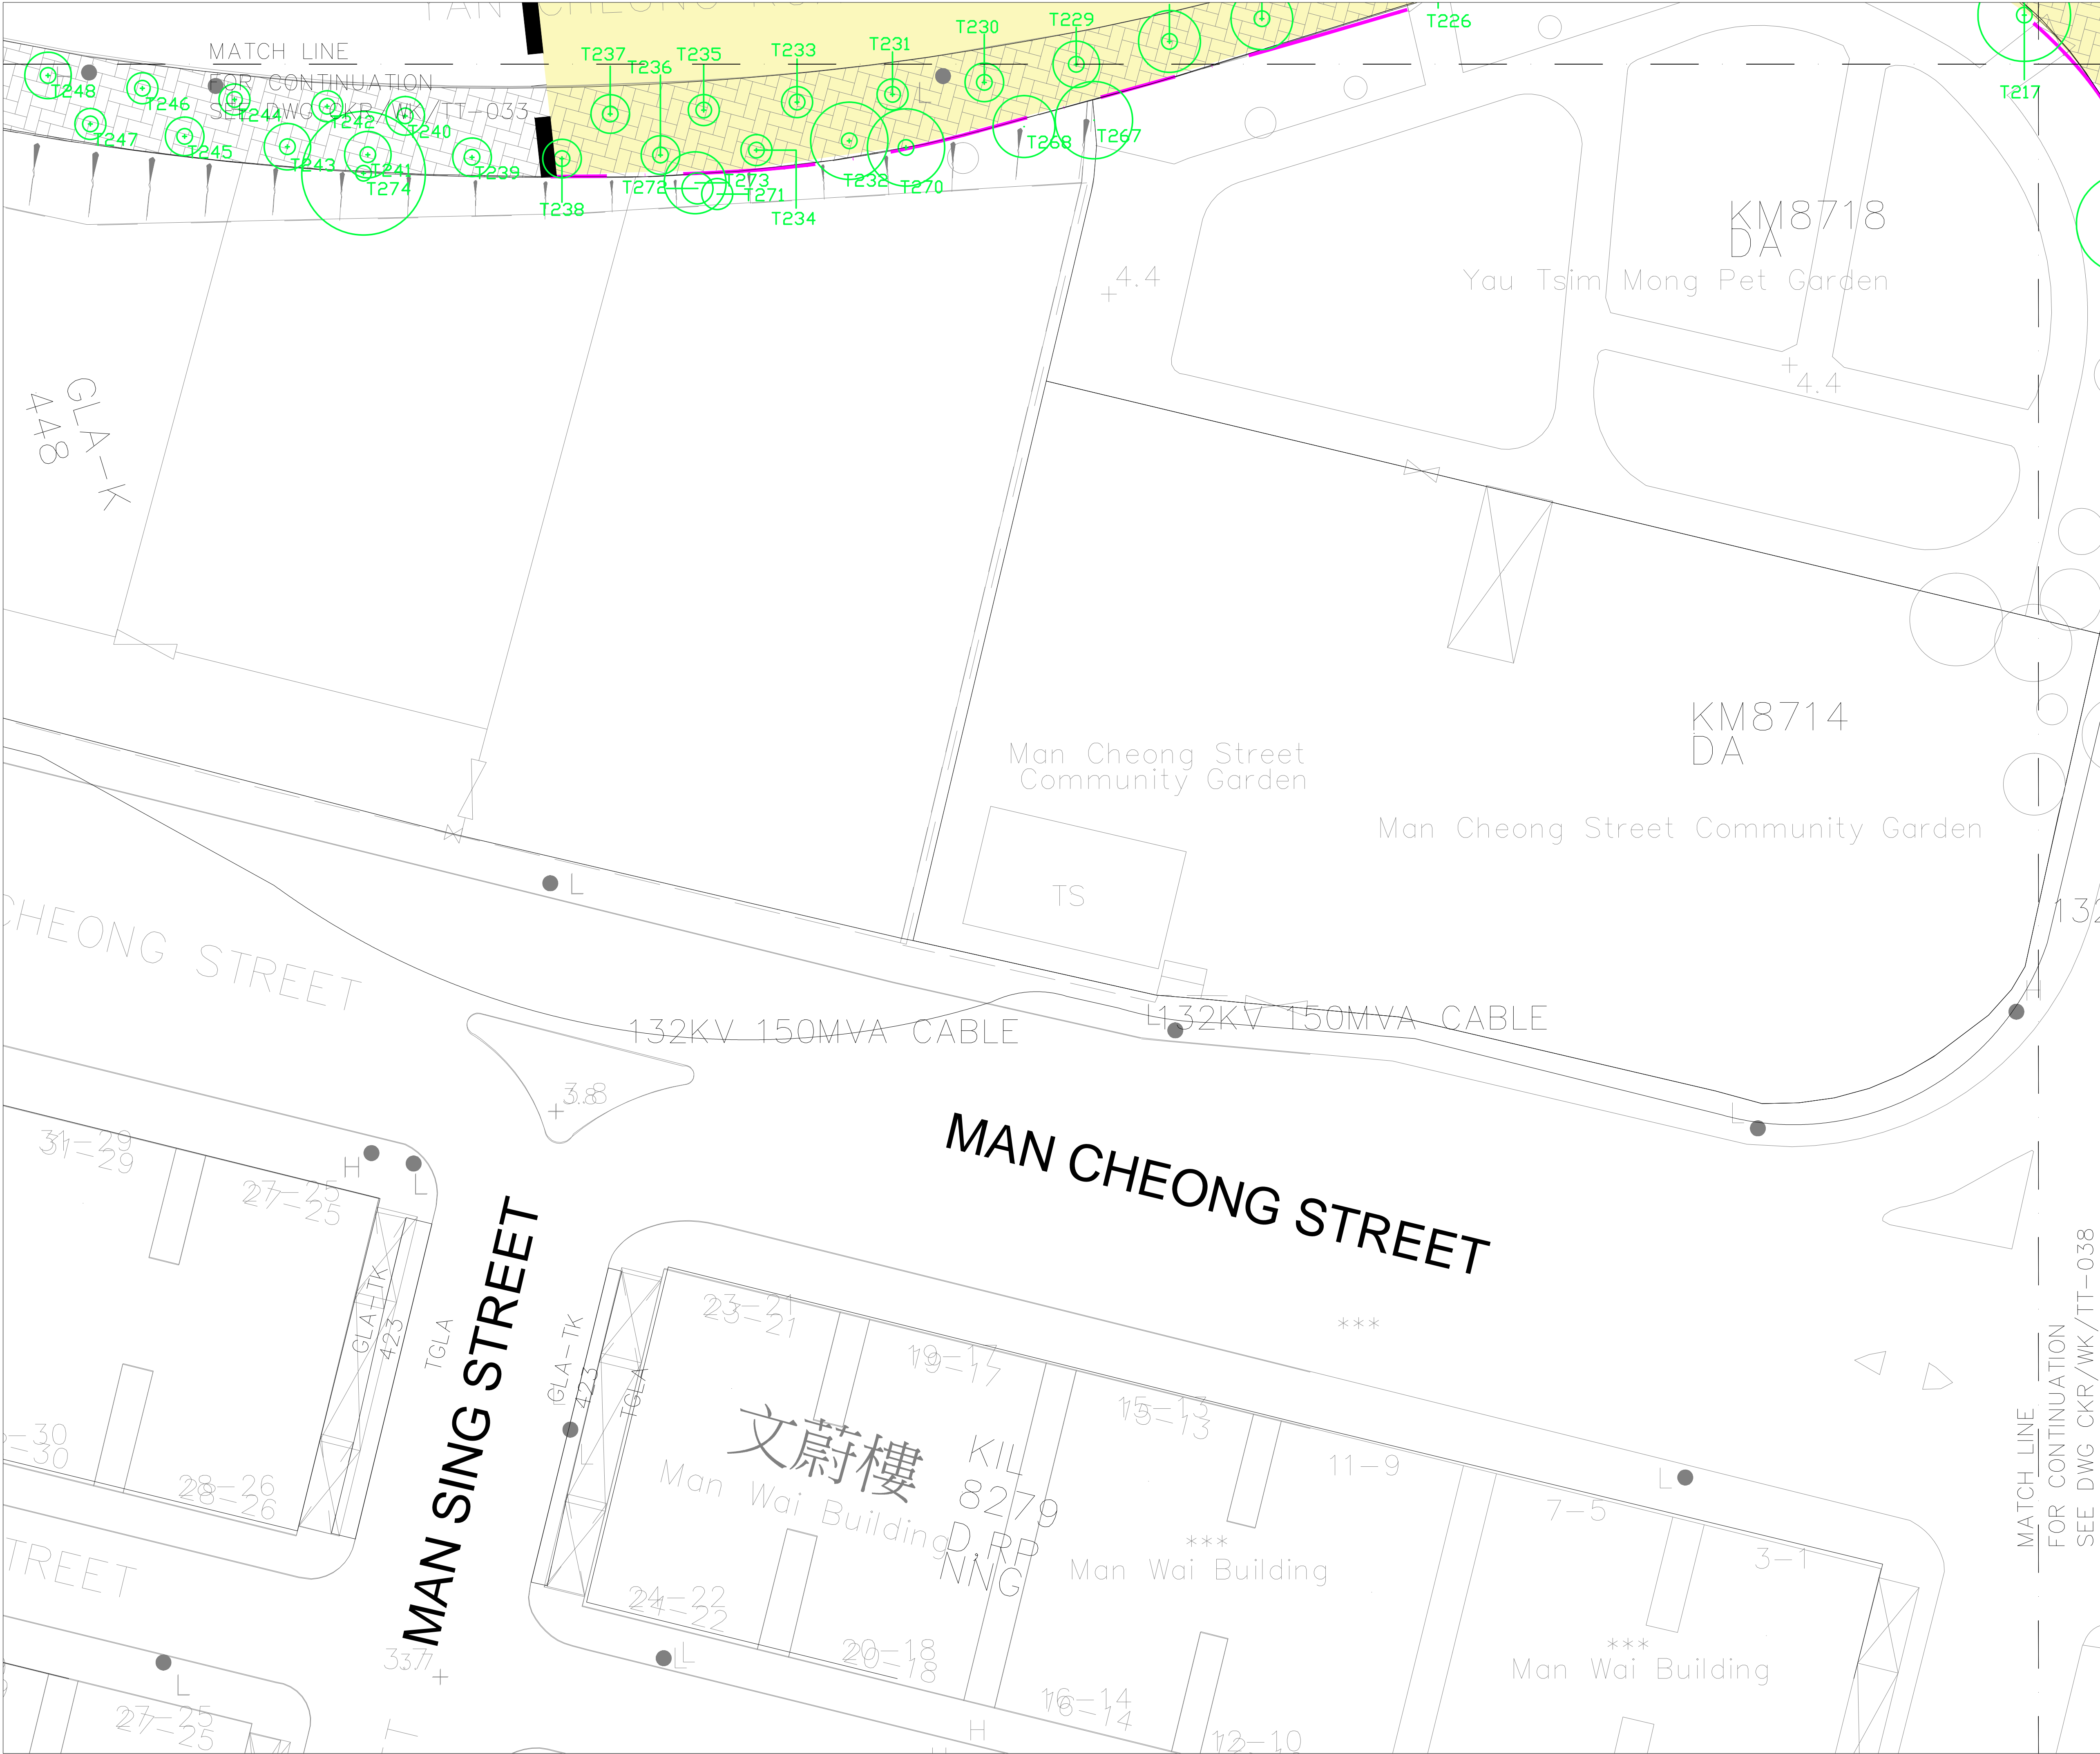 MATCH LINE
FOR CONTINUATION
SEE DWG CKR/WK/TT-033
T248
T247
T246
T245
T244
T243
T242
T241
T274
T240
T239
T238
T237
T236
T235
T233
T231
T230
T229
T226
T217
T272
T273
T271
T234
T232
T270
T268
T267
L
KM8718
DA
Yau Tsim Mong Pet Garden
4.4
4.4
GLA-K
448
KM8714
DA
Man Cheong Street
Community Garden
Man Cheong Street Community Garden
TS
L
CHEONG STREET
132KV 150MVA CABLE
L
132KV 150MVA CABLE
H
L
3.8
MAN CHEONG STREET
31-29
27-25
H
L
MAN SING STREET
GLA-TK
423
TGLA
GLA-TK
423
TGLA
L
23-21
19-17
15-13
11-9
7-5
3-1
***
L
文蔚樓
Man Wai Building
KIL
8279
D,RP
NNG
***
Man Wai Building
***
Man Wai Building
-30
28-26
24-22
20-18
16-14
12-10
TREET
L
27-25
3.7
L
H
MATCH LINE
FOR CONTINUATION
SEE DWG CKR/WK/TT-038